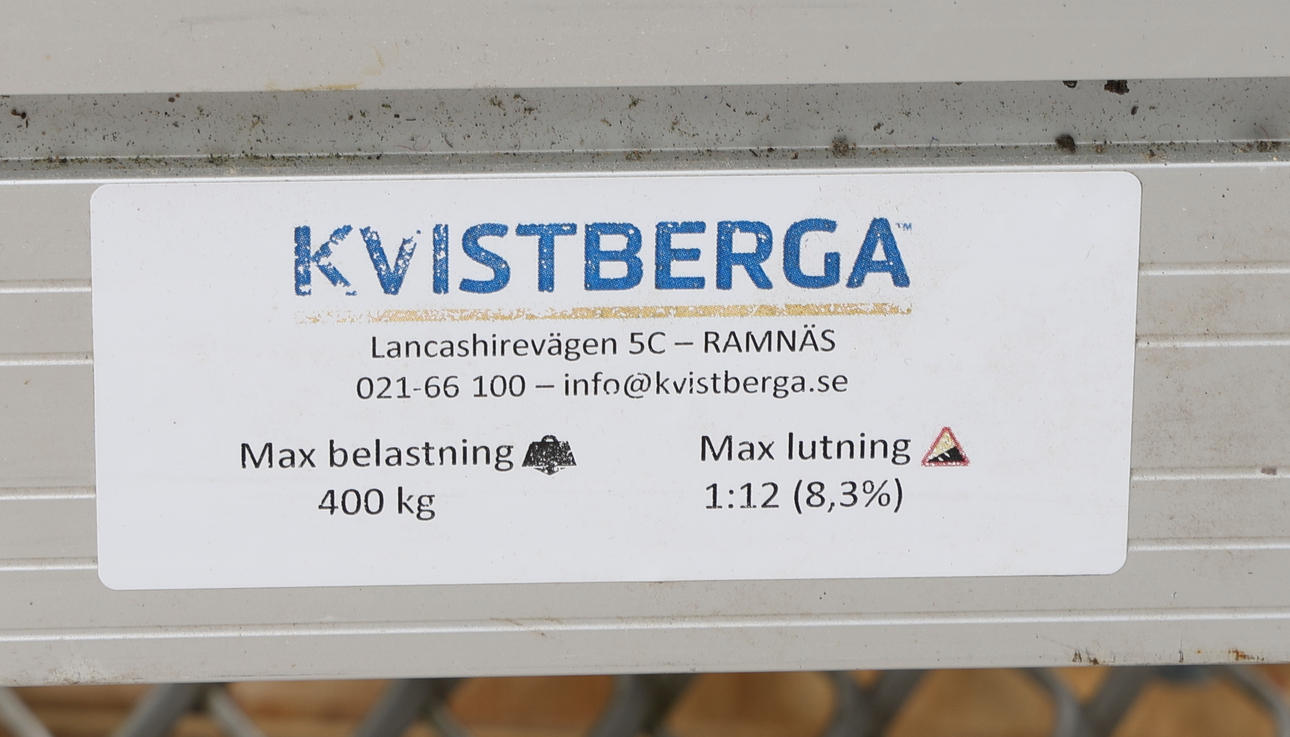 KVISTBERGA™
Lancashirevägen 5C – RAMNÄS
021-66 100 – info@kvistberga.se
Max belastning Max lutning
400 kg 1:12 (8,3%)